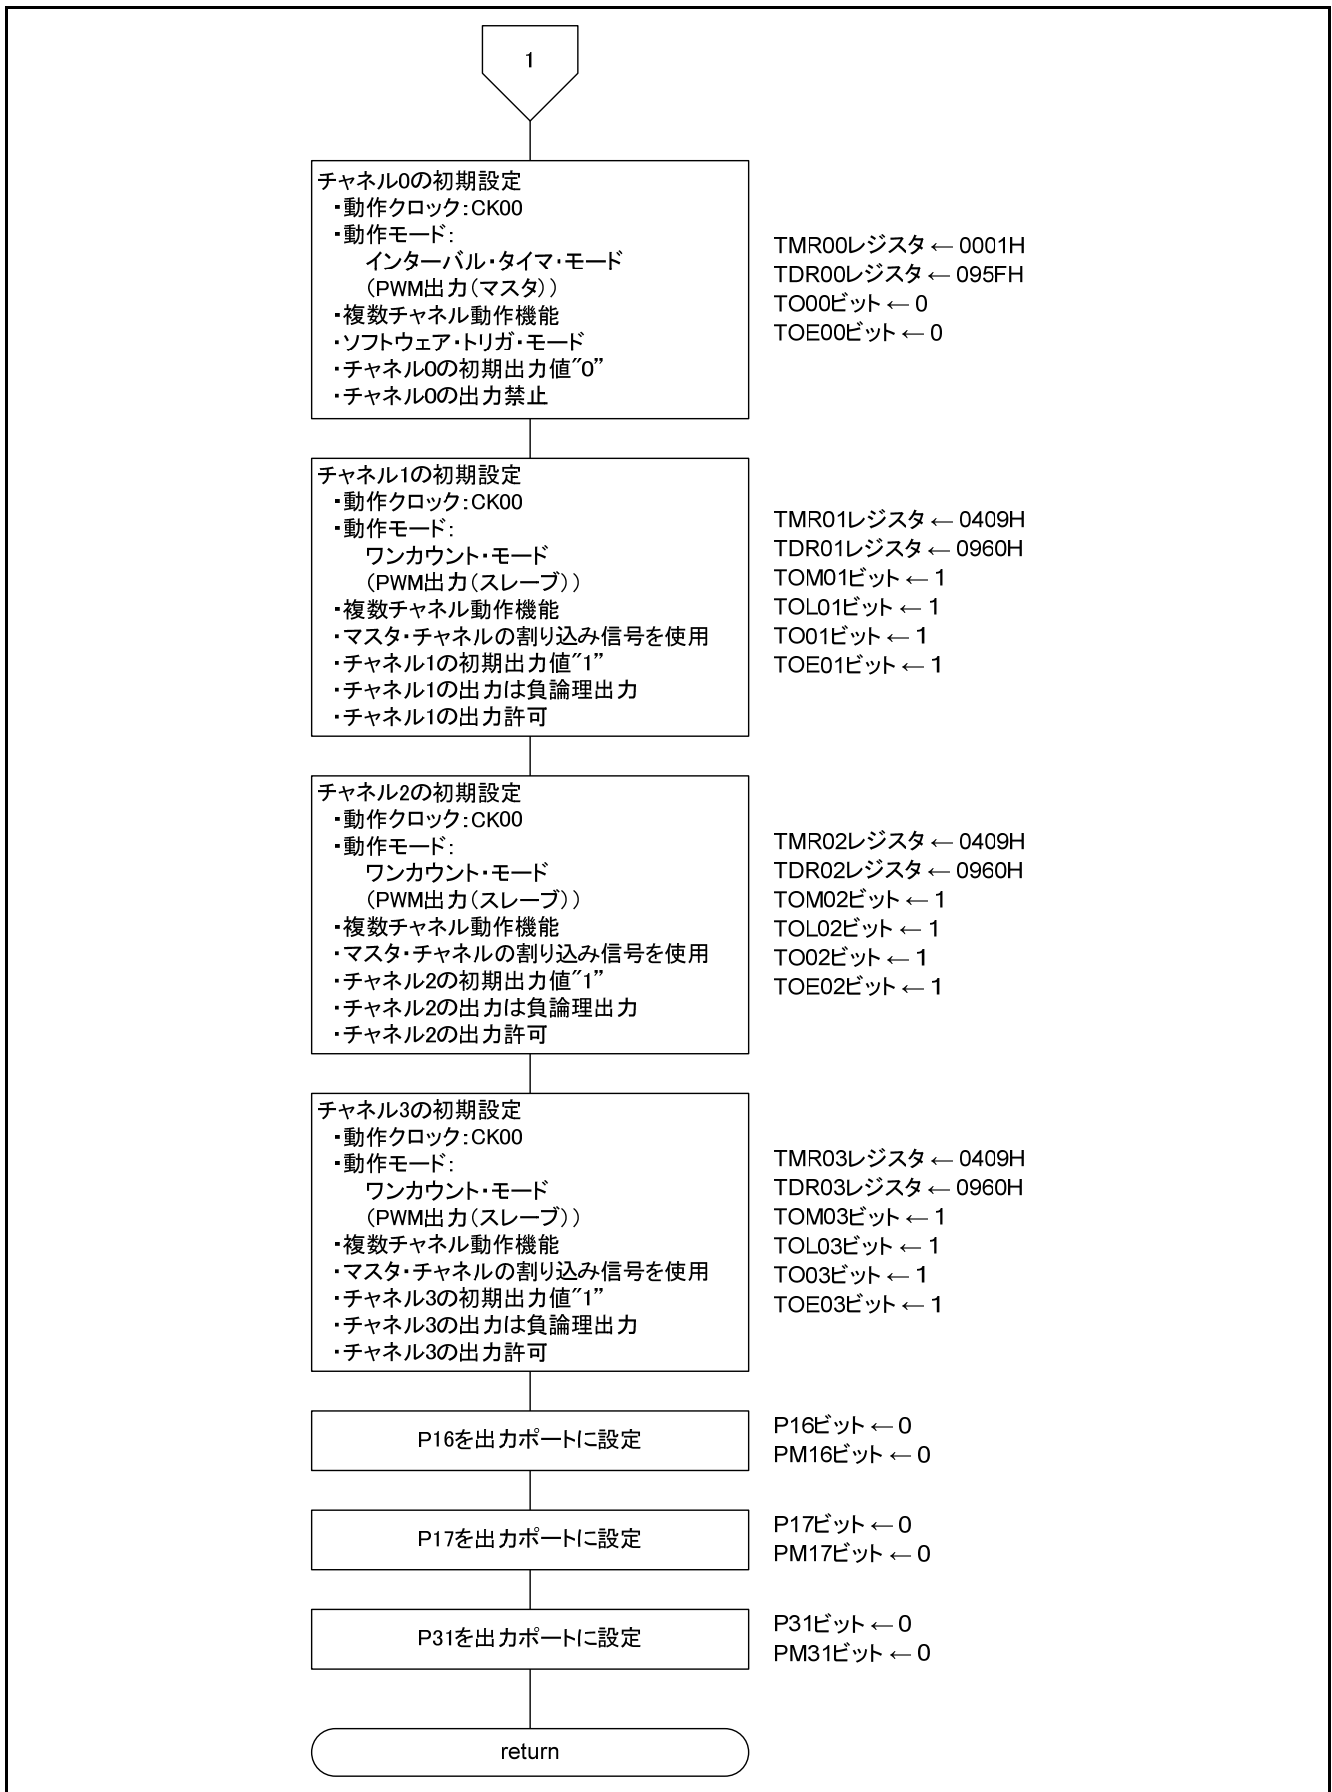 1
チャネル0の初期設定
・動作クロック:CK00
・動作モード:
インターバル・タイマ・モード
(PWM出力(マスタ))
・複数チャネル動作機能
・ソフトウェア・トリガ・モード
・チャネル0の初期出力値"0"
・チャネル0の出力禁止
TMR00レジスタ ← 0001H
TDR00レジスタ ← 095FH
TO00ビット ← 0
TOE00ビット ← 0
チャネル1の初期設定
・動作クロック:CK00
・動作モード:
ワンカウント・モード
(PWM出力(スレーブ))
・複数チャネル動作機能
・マスタ・チャネルの割り込み信号を使用
・チャネル1の初期出力値"1"
・チャネル1の出力は負論理出力
・チャネル1の出力許可
TMR01レジスタ ← 0409H
TDR01レジスタ ← 0960H
TOM01ビット ← 1
TOL01ビット ← 1
TO01ビット ← 1
TOE01ビット ← 1
チャネル2の初期設定
・動作クロック:CK00
・動作モード:
ワンカウント・モード
(PWM出力(スレーブ))
・複数チャネル動作機能
・マスタ・チャネルの割り込み信号を使用
・チャネル2の初期出力値"1"
・チャネル2の出力は負論理出力
・チャネル2の出力許可
TMR02レジスタ ← 0409H
TDR02レジスタ ← 0960H
TOM02ビット ← 1
TOL02ビット ← 1
TO02ビット ← 1
TOE02ビット ← 1
チャネル3の初期設定
・動作クロック:CK00
・動作モード:
ワンカウント・モード
(PWM出力(スレーブ))
・複数チャネル動作機能
・マスタ・チャネルの割り込み信号を使用
・チャネル3の初期出力値"1"
・チャネル3の出力は負論理出力
・チャネル3の出力許可
TMR03レジスタ ← 0409H
TDR03レジスタ ← 0960H
TOM03ビット ← 1
TOL03ビット ← 1
TO03ビット ← 1
TOE03ビット ← 1
P16を出力ポートに設定
P16ビット ← 0
PM16ビット ← 0
P17を出力ポートに設定
P17ビット ← 0
PM17ビット ← 0
P31を出力ポートに設定
P31ビット ← 0
PM31ビット ← 0
return